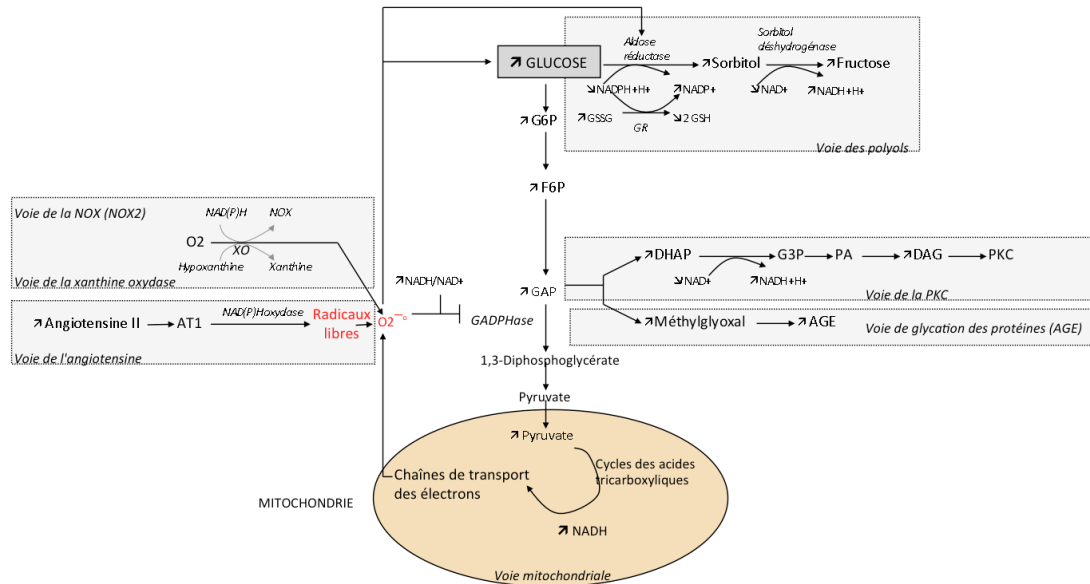 Aldose
réductase
Sorbitol
déshydrogénase
↗ GLUCOSE
↗Sorbitol
↗Fructose
↘NADPH+H+
↗NADP+
↘NAD+
↗NADH+H+
↗GSSG
GR
↘2 GSH
Voie des polyols
↗G6P
↗F6P
Voie de la NOX (NOX2)
NAD(P)H
NOX
O2
XO
Hypoxanthine
Xanthine
Voie de la xanthine oxydase
↗NADH/NAD+
↗ GAP
↗DHAP
G3P
PA
↗DAG
PKC
↘NAD+
↗NADH+H+
Voie de la PKC
↗Angiotensine II
AT1
NAD(P)Hoxydase
Radicaux
libres
O2⁻°
GADPHase
↗Méthylglyoxal
↗ AGE
Voie de glycation des protéines (AGE)
Voie de l'angiotensine
1,3-Diphosphoglycérate
Pyruvate
↗ Pyruvate
Chaînes de transport
des électrons
Cycles des acides
tricarboxyliques
MITOCHONDRIE
↗ NADH
Voie mitochondriale